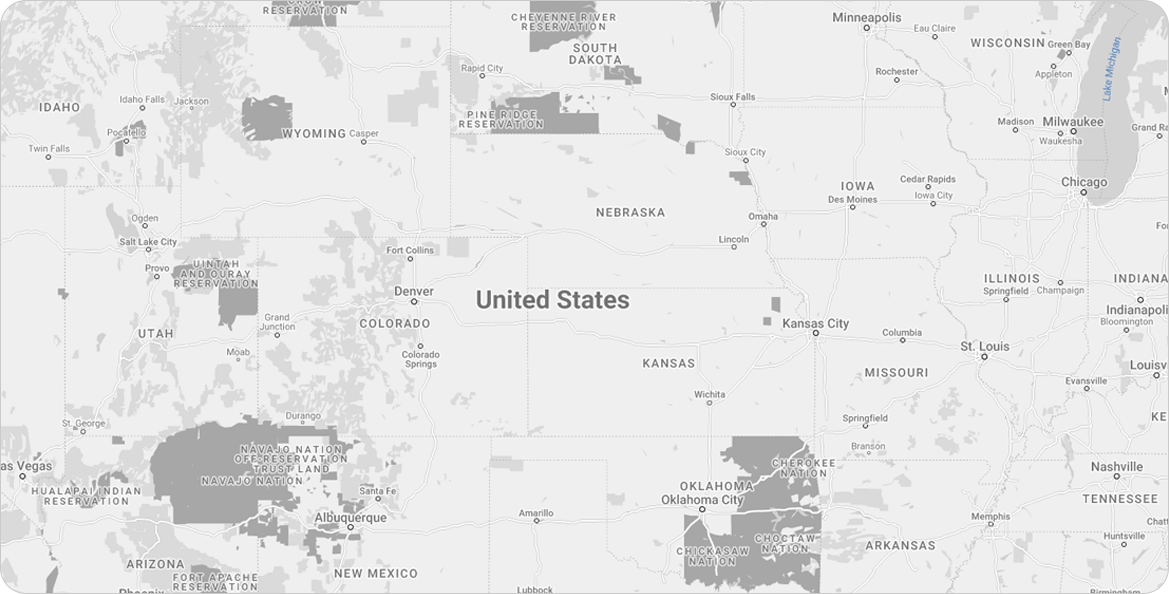 CROW
RESERVATION
CHEYENNE RIVER
RESERVATION
Minneapolis
Eau Claire
WISCONSIN
Green Bay
SOUTH
DAKOTA
Appleton
Lake Michigan
Rapid City
Rochester
IDAHO
Idaho Falls
Jackson
Sioux Falls
PINE RIDGE
RESERVATION
Madison
Milwaukee
Waukesha
Grand Ra
Pocatello
WYOMING
Casper
Twin Falls
Sioux City
Chicago
IOWA
Cedar Rapids
Iowa City
Des Moines
NEBRASKA
Omaha
Ogden
Salt Lake City
Lincoln
Fort Collins
Provo
UINTAH
AND OURAY
RESERVATION
ILLINOIS
Springfield
Champaign
INDIANA
Denver
United States
Indianapoli
Bloomington
Grand
Junction
COLORADO
Kansas City
UTAH
Columbia
St. Louis
Moab
Colorado
Springs
KANSAS
MISSOURI
Louisv
Evansville
Wichita
KE
St. George
Durango
Springfield
Branson
NAVAJO NATION
OFF-RESERVATION
TRUST LAND
NAVAJO NATION
as Vegas
CHEROKEE
NATION
Nashville
HUALAPAI INDIAN
RESERVATION
Santa Fe
OKLAHOMA
Oklahoma City
TENNESSEE
Albuquerque
Amarillo
Memphis
Chatt
Huntsville
CHOCTAW
NATION
CHICKASAW
NATION
ARKANSAS
ARIZONA
NEW MEXICO
FORT APACHE
RESERVATION
Phoenix
Lubbock
Birmingham